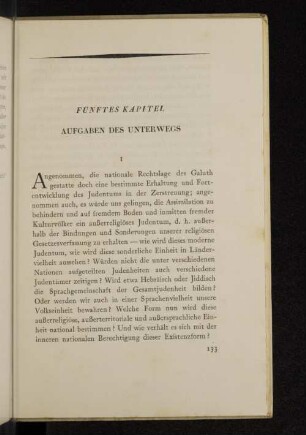 FÜNFTES KAPITEL
AUFGABEN DES UNTERWEGS
I
Angenommen, die nationale Rechtslage des Galuth
gestatte doch eine bestimmte Erhaltung und Fort-
entwicklung des Judentums in der Zerstreuung; ange-
nommen auch, es würde uns gelingen, die Assimilation zu
behindern und auf fremdem Boden und inmitten fremder
Kulturvölker ein außerreligiöses Judentum, d. h. außer-
halb der Bindungen und Sonderungen unserer religiösen
Gesetzesverfassung zu erhalten — wie wird dieses moderne
Judentum, wie wird diese sonderliche Einheit in Länder-
vielheit aussehen? Würden nicht die unter verschiedenen
Nationen aufgeteilten Judenheiten auch verschiedene
Judentümer zeitigen? Wird etwa Hebräisch oder Jiddisch
die Sprachgemeinschaft der Gesamtjudenheit bilden?
Oder werden wir auch in einer Sprachenvielheit unsere
Volkseinheit bewahren? Welche Form nun wird diese
außerreligiöse, außerterritoriale und außersprachliche Ein-
heit national bestimmen? Und wie verhält es sich mit der
inneren nationalen Berechtigung dieser Existenzform?
133